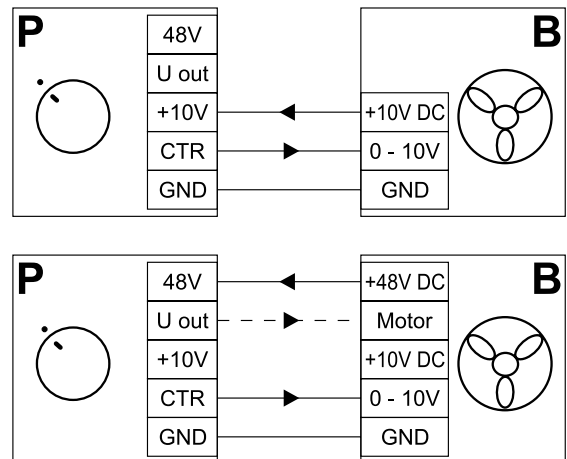 P
48V
U out
+10V
CTR
GND
B
+10V DC
0 - 10V
GND
P
48V
U out
+10V
CTR
GND
B
+48V DC
Motor
+10V DC
0 - 10V
GND